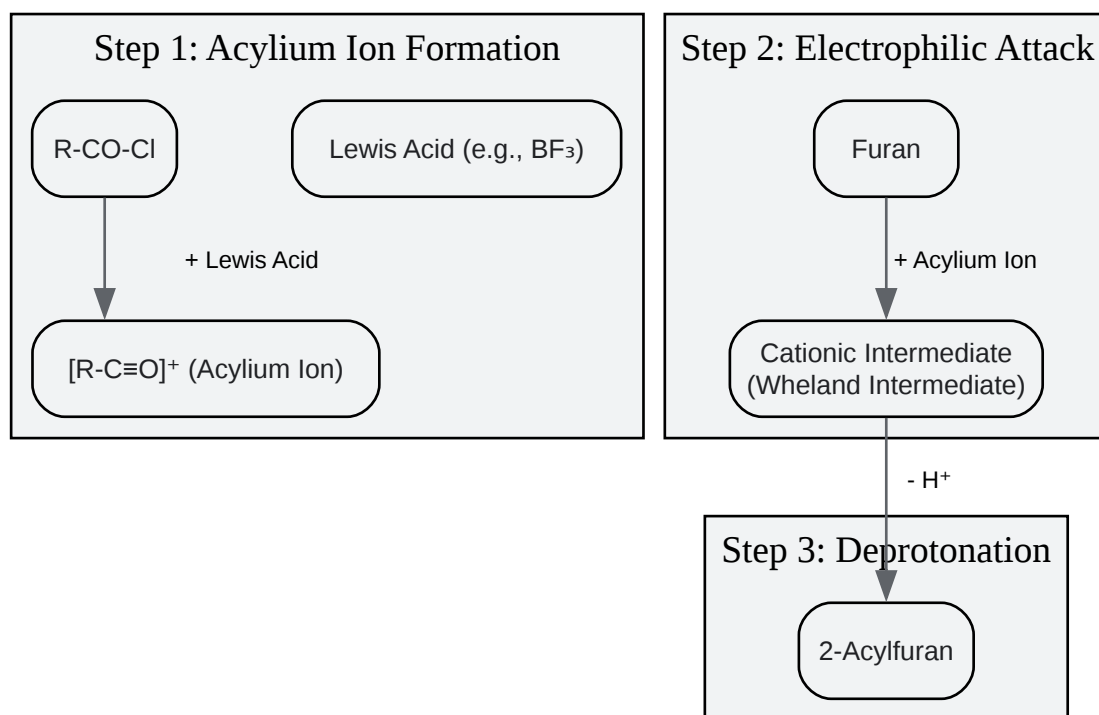 Step 1: Acylium Ion Formation
R-CO-Cl
Lewis Acid (e.g., BF₃)
+ Lewis Acid
[R-C≡O]⁺ (Acylium Ion)
Step 2: Electrophilic Attack
Furan
+ Acylium Ion
Cationic Intermediate
(Wheland Intermediate)
- H⁺
Step 3: Deprotonation
2-Acylfuran